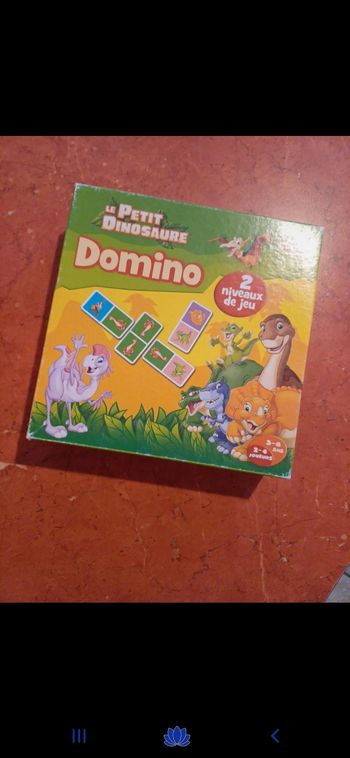 LE PETIT
DINOSAURE
Domino
2
niveaux
de jeu
3-6
ANS
2-4
JOUEURS